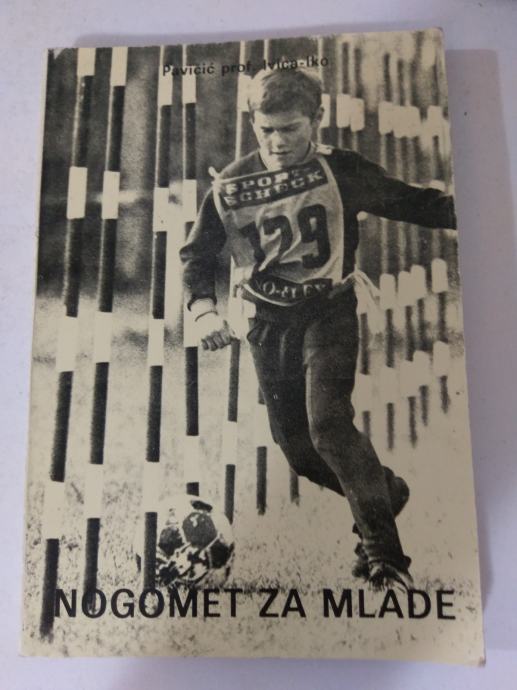 Pavičić prof. Ivica-Iko
SPORT
SCHECK
129
NOGOMET ZA MLADE